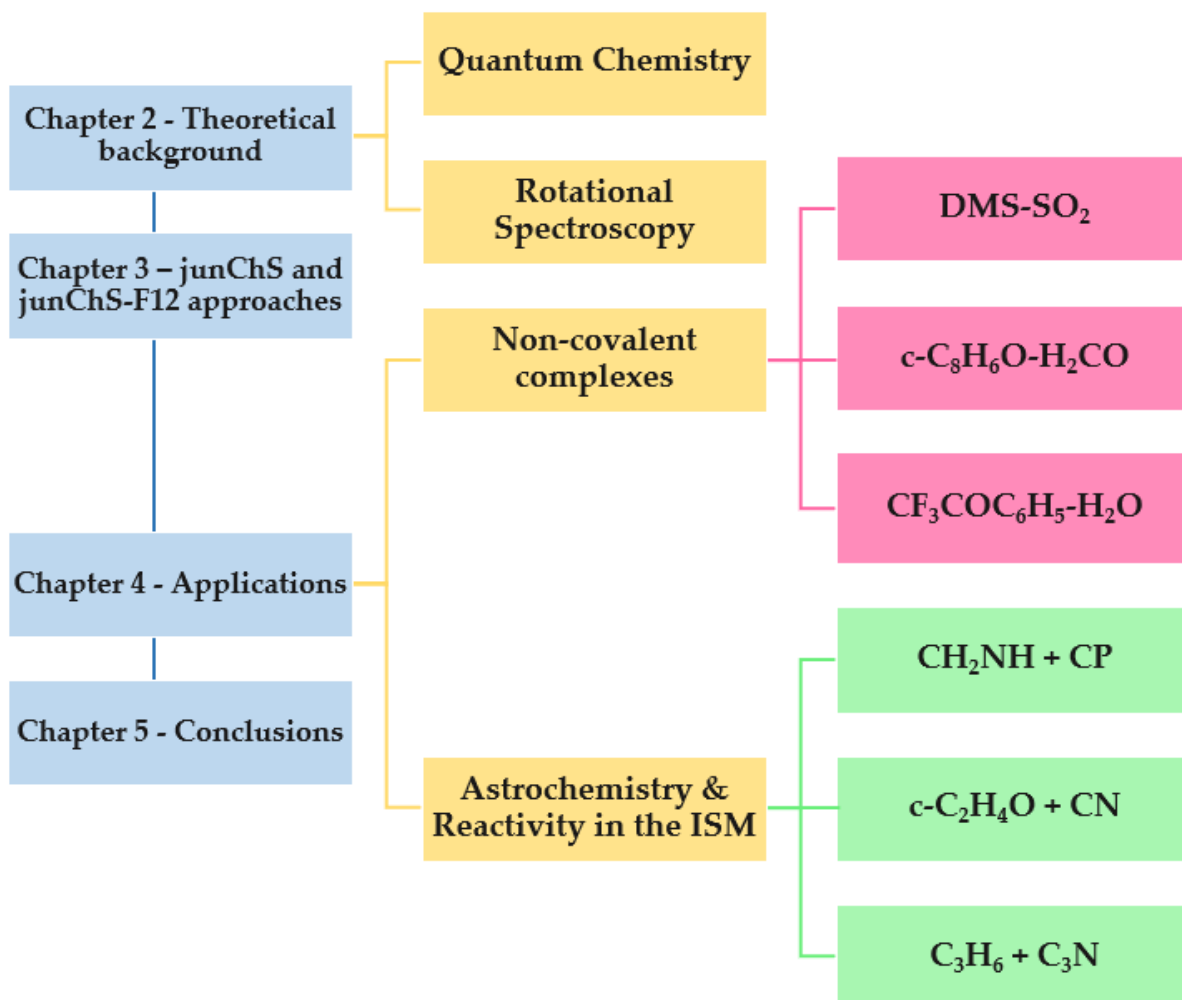 Chapter 2 - Theoretical
background
Chapter 3 – junChS and
junChS-F12 approaches
Chapter 4 - Applications
Chapter 5 - Conclusions
Quantum Chemistry
Rotational
Spectroscopy
Non-covalent
complexes
Astrochemistry &
Reactivity in the ISM
DMS-SO₂
c-C₈H₆O-H₂CO
CF₃COC₆H₅-H₂O
CH₂NH + CP
c-C₂H₄O + CN
C₃H₆ + C₃N